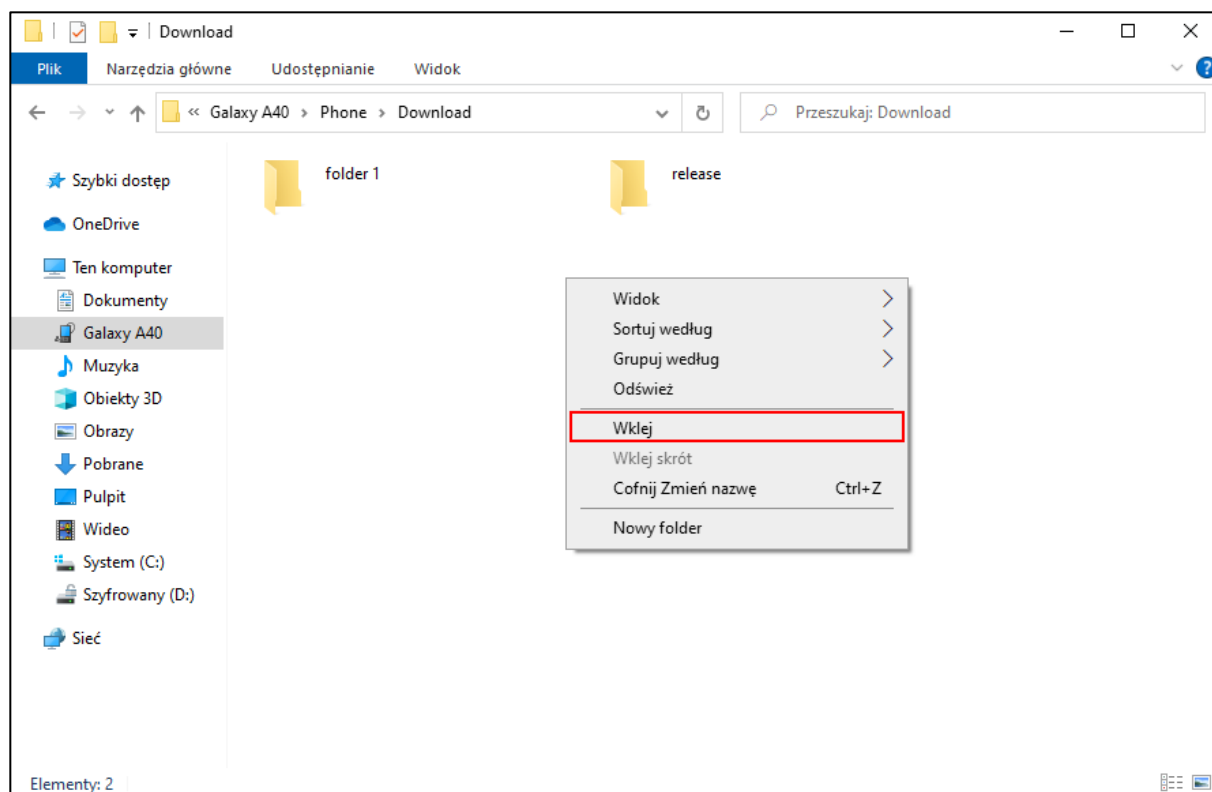 Download
Plik Narzędzia główne Udostępnianie Widok
« Galaxy A40 › Phone › Download Przeszukaj: Download
Szybki dostęp
OneDrive
Ten komputer
Dokumenty
Galaxy A40
Muzyka
Obiekty 3D
Obrazy
Pobrane
Pulpit
Wideo
System (C:)
Szyfrowany (D:)
Sieć
folder 1 release
Widok
Sortuj według
Grupuj według
Odśwież
Wklej
Wklej skrót
Cofnij Zmień nazwę Ctrl+Z
Nowy folder
Elementy: 2